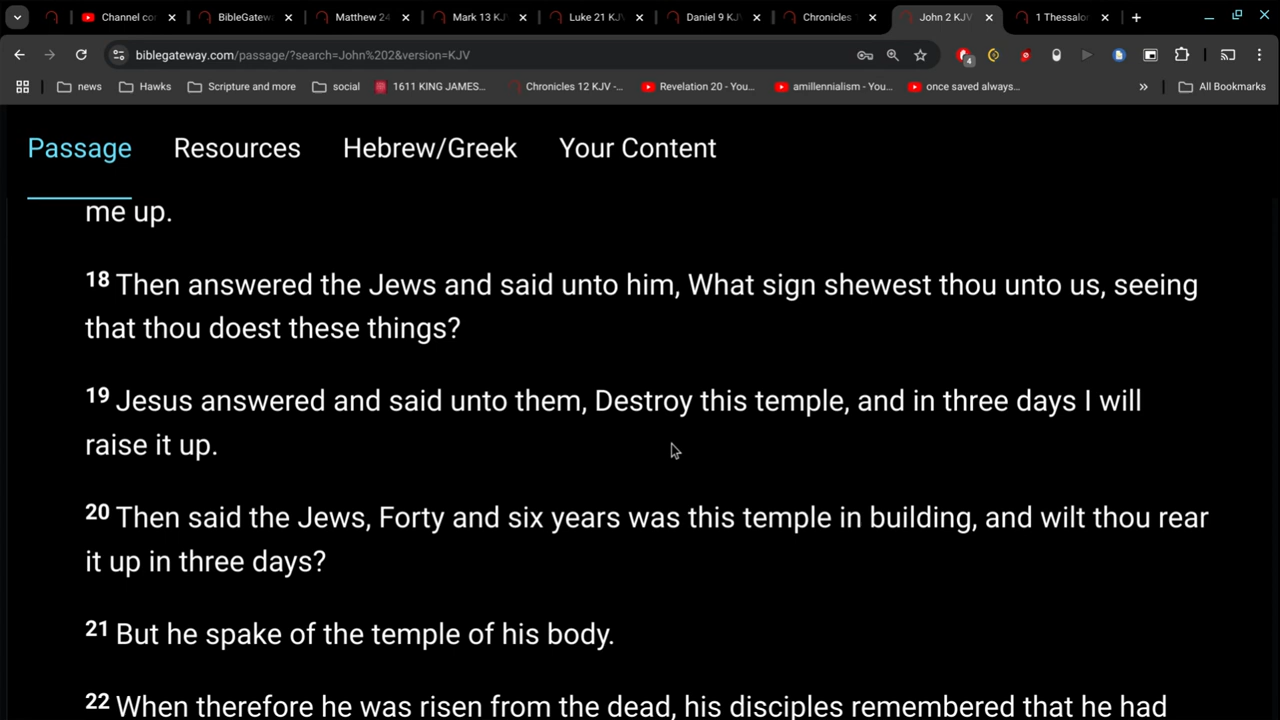 Channel co
BibleGatew
Matthew 24
Mark 13 KJ
Luke 21 KJV
Daniel 9 KJ
Chronicles
John 2 KJV
1 Thessalo
biblegateway.com/passage/?search=John%202&version=KJV
4
news
Hawks
Scripture and more
social
1611 KING JAMES...
Chronicles 12 KJV -...
Revelation 20 - You...
amillennialism - You...
once saved always...
»
All Bookmarks
Passage
Resources
Hebrew/Greek
Your Content
me up.
18 Then answered the Jews and said unto him, What sign shewest thou unto us, seeing
that thou doest these things?
19 Jesus answered and said unto them, Destroy this temple, and in three days I will
raise it up.
20 Then said the Jews, Forty and six years was this temple in building, and wilt thou rear
it up in three days?
21 But he spake of the temple of his body.
22 When therefore he was risen from the dead, his disciples remembered that he had